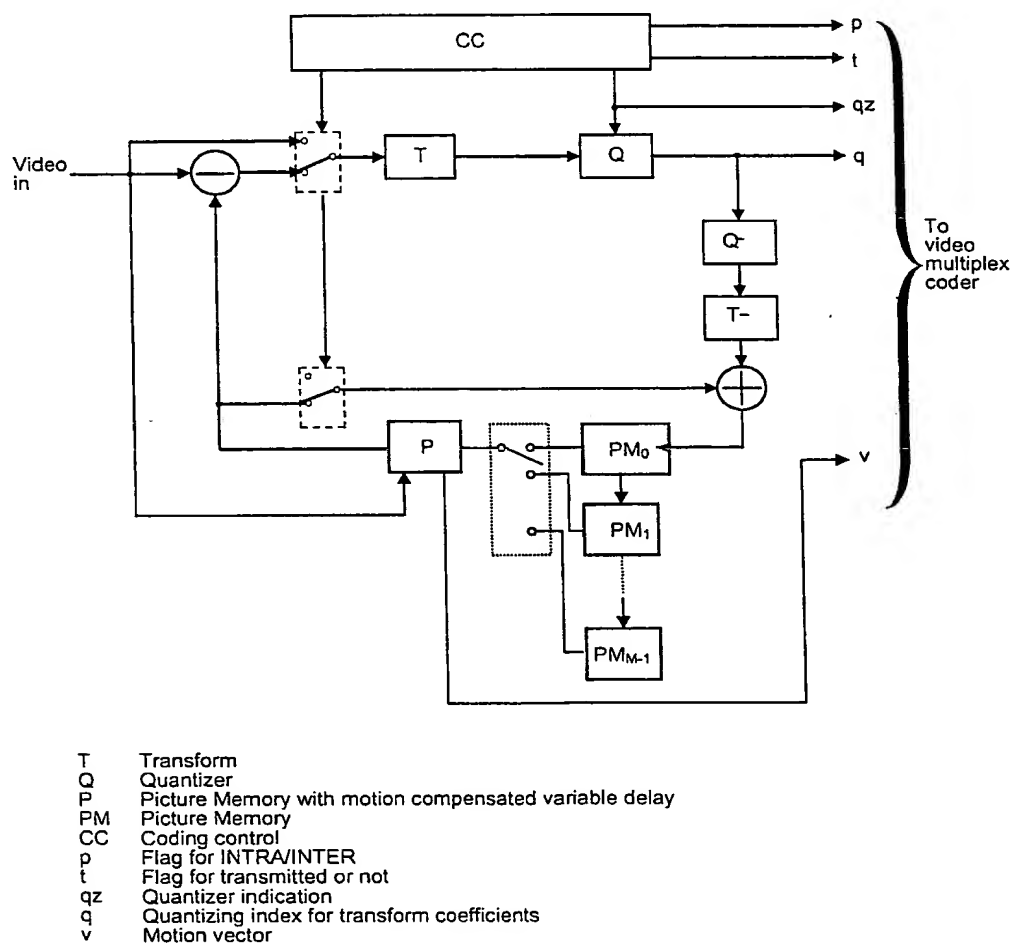 CC
p
t
qz
Video
in
T
Q
q
Q-
T-
To
video
multiplex
coder
P
PM0
v
PM1
PMM-1
T Transform
Q Quantizer
P Picture Memory with motion compensated variable delay
PM Picture Memory
CC Coding control
p Flag for INTRA/INTER
t Flag for transmitted or not
qz Quantizer indication
q Quantizing index for transform coefficients
v Motion vector